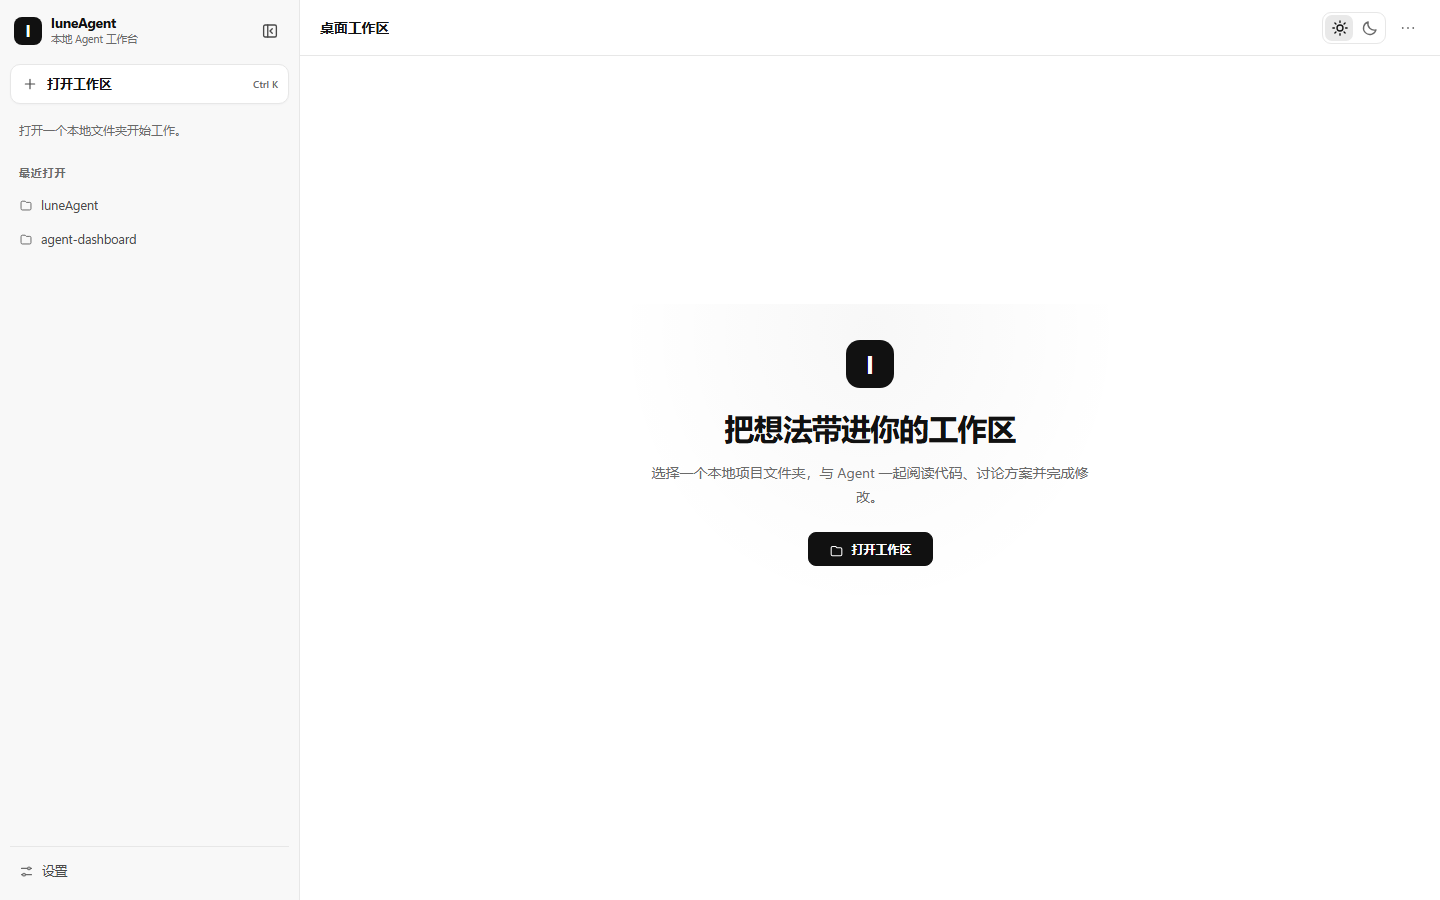 l
luneAgent
本地 Agent 工作台
打开工作区
Ctrl K
打开一个本地文件夹开始工作。
最近打开
luneAgent
agent-dashboard
设置
桌面工作区
l
把想法带进你的工作区
选择一个本地项目文件夹，与 Agent 一起阅读代码、讨论方案并完成修
改。
打开工作区